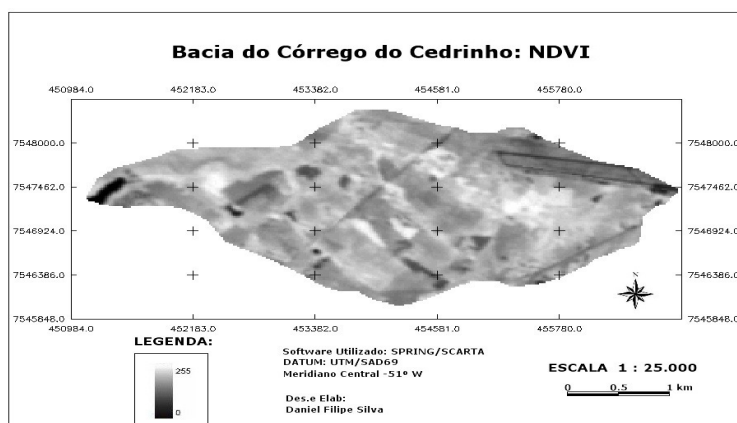 Bacia do Córrego do Cedrinho: NDVI
450984.0 452183.0 453382.0 454581.0 455780.0
7548000.0 7548000.0
7547462.0 7547462.0
7546924.0 7546924.0
7546386.0 7546386.0
7545848.0 7545848.0
450984.0 452183.0 453382.0 454581.0 455780.0
LEGENDA:
255
0
Software Utilizado: SPRING/SCARTA
DATUM: UTM/SAD69
Meridiano Central -51º W
Des.e Elab:
Daniel Filipe Silva
ESCALA 1 : 25.000
0 0.5 1 km